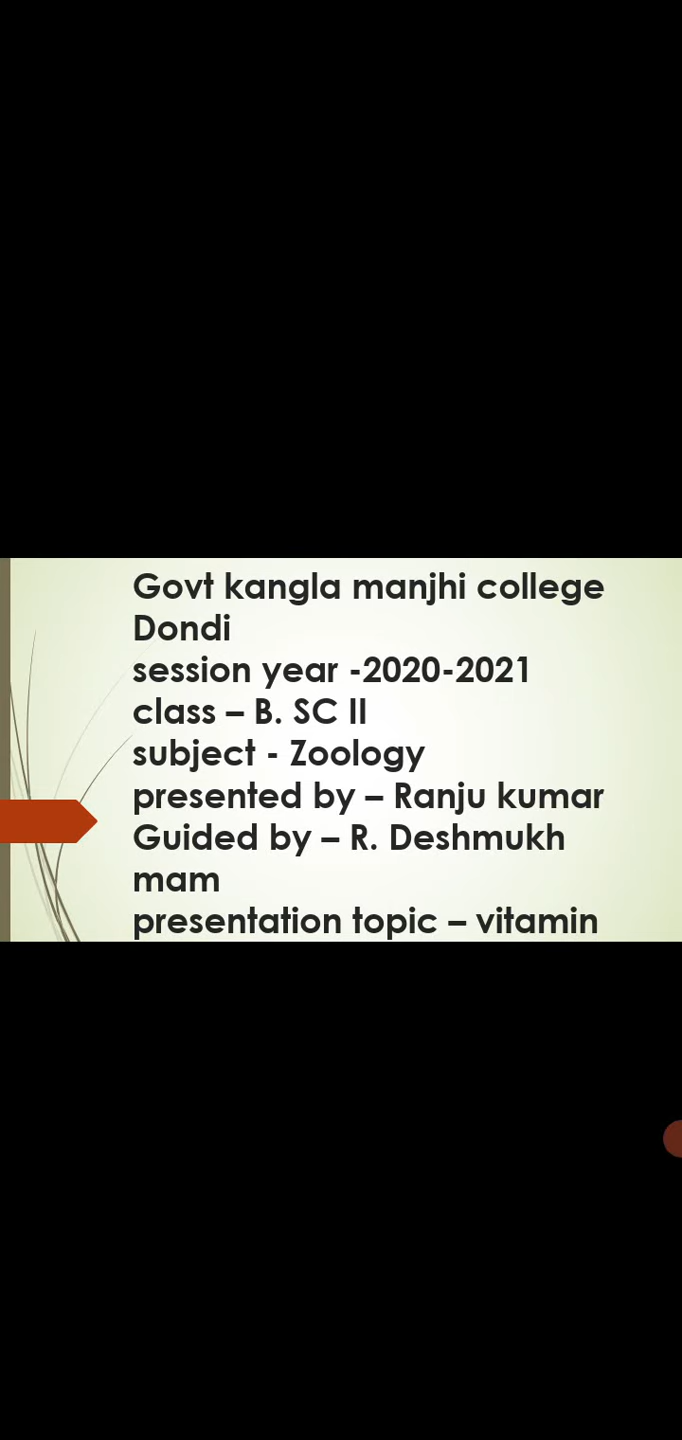 Govt kangla manjhi college
Dondi
session year -2020-2021
class – B. SC II
subject - Zoology
presented by – Ranju kumar
Guided by – R. Deshmukh
mam
presentation topic – vitamin